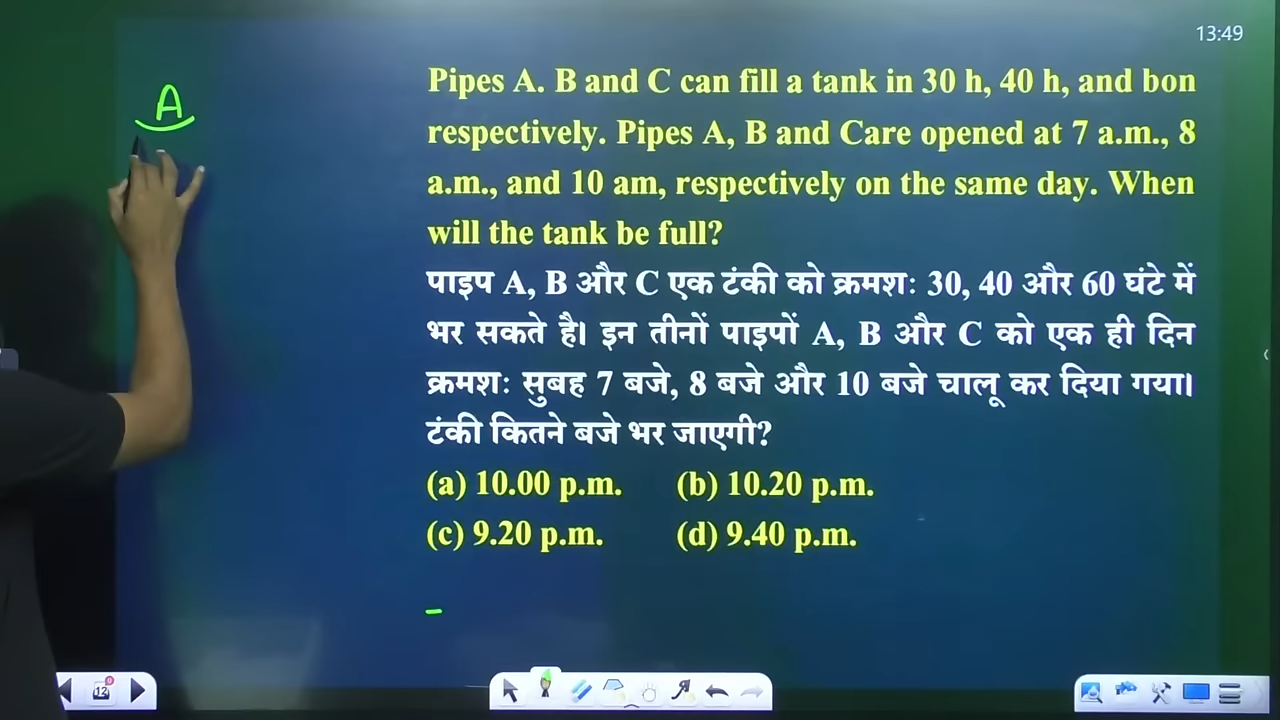 13:49
A
Pipes A. B and C can fill a tank in 30 h, 40 h, and bon
respectively. Pipes A, B and Care opened at 7 a.m., 8
a.m., and 10 am, respectively on the same day. When
will the tank be full?
पाइप A, B और C एक टंकी को क्रमशः 30, 40 और 60 घंटे में
भर सकते है। इन तीनों पाइपों A, B और C को एक ही दिन
क्रमशः सुबह 7 बजे, 8 बजे और 10 बजे चालू कर दिया गया।
टंकी कितने बजे भर जाएगी?
(a) 10.00 p.m. (b) 10.20 p.m.
(c) 9.20 p.m. (d) 9.40 p.m.
12